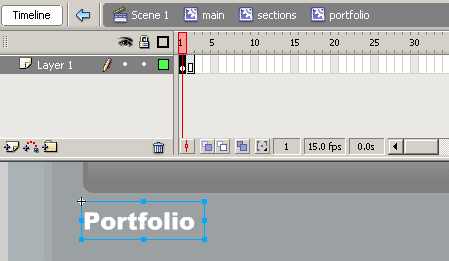 Timeline Scene 1 main sections portfolio
1 5 10 15 20 25 30
Layer 1
1 15.0 fps 0.0s
Portfolio